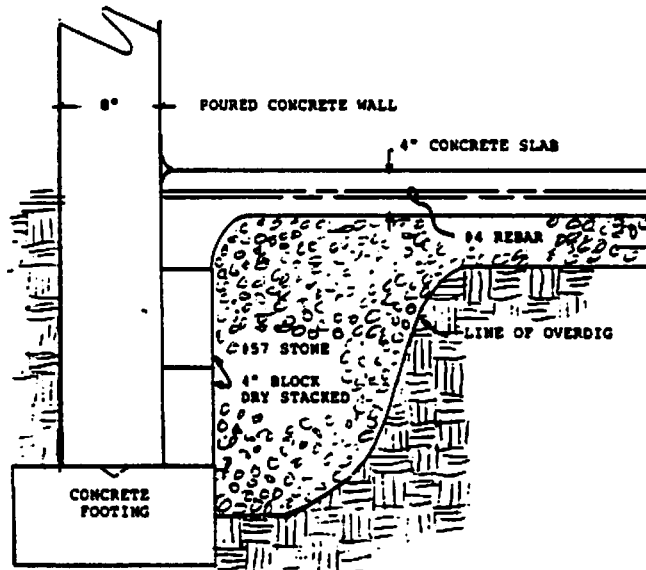 8" POURED CONCRETE WALL
4" CONCRETE SLAB
#4 REBAR
LINE OF OVERDIG
#57 STONE
4" BLOCK
DRY STACKED
CONCRETE
FOOTING